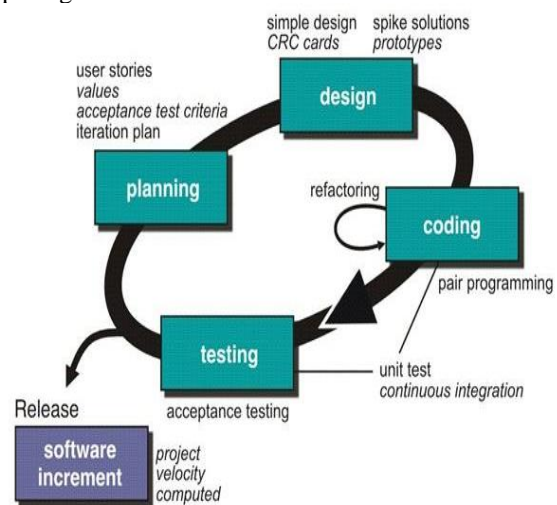 simple design
CRC cards
spike solutions
prototypes
user stories
values
acceptance test criteria
iteration plan
design
planning
refactoring
coding
pair programming
testing
unit test
continuous integration
acceptance testing
Release
software
increment
project
velocity
computed